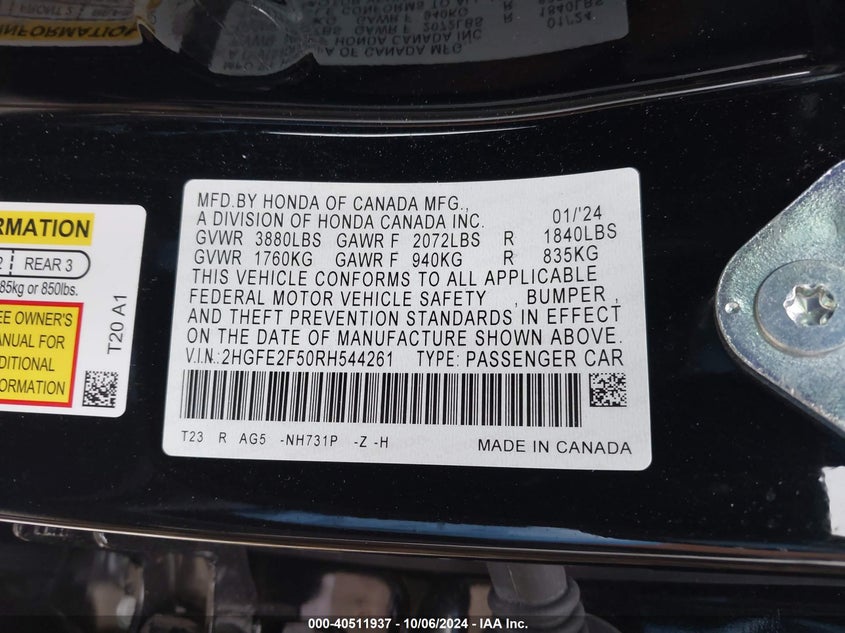 MFD.BY HONDA OF CANADA MFG.,
A DIVISION OF HONDA CANADA INC. 01/'24
GVWR 3880LBS GAWR F 2072LBS R 1840LBS
GVWR 1760KG GAWR F 940KG R 835KG
THIS VEHICLE CONFORMS TO ALL APPLICABLE
FEDERAL MOTOR VEHICLE SAFETY , BUMPER ,
AND THEFT PREVENTION STANDARDS IN EFFECT
ON THE DATE OF MANUFACTURE SHOWN ABOVE.
V.I.N.:2HGFE2F50RH544261 TYPE: PASSENGER CAR
T23 R AG5 -NH731P -Z -H MADE IN CANADA
RMATION
2 REAR 3
85kg or 850lbs.
EE OWNER'S
MANUAL FOR
DITIONAL
FORMATION
T20 A1
000-40511937 - 10/06/2024 - IAA Inc.